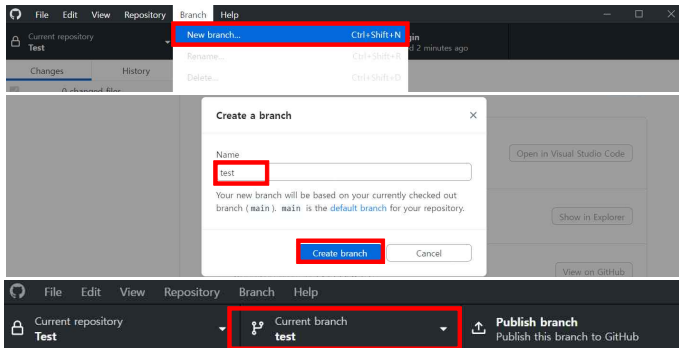 File Edit View Repository Branch Help
Current repository
Test
New branch... Ctrl+Shift+N
Rename... Ctrl+Shift+R
Delete... Ctrl+Shift+D
gin
d 2 minutes ago
Changes History
0 changed files
Create a branch
Name
test
Your new branch will be based on your currently checked out
branch (main). main is the default branch for your repository.
Create branch Cancel
Open in Visual Studio Code
Show in Explorer
View on GitHub
File Edit View Repository Branch Help
Current repository
Test
Current branch
test
Publish branch
Publish this branch to GitHub